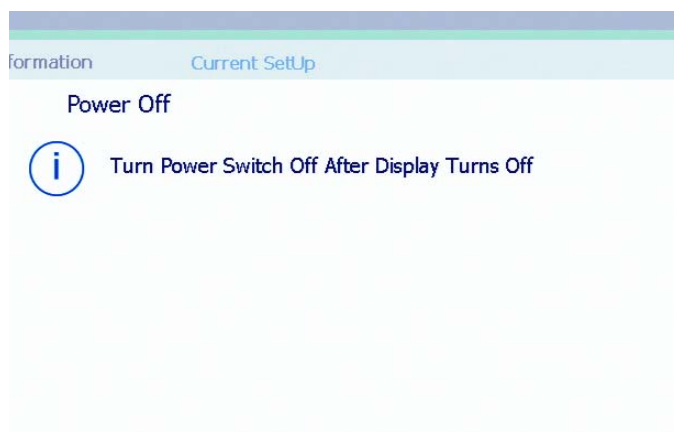 formation
Current SetUp
Power Off
i
Turn Power Switch Off After Display Turns Off